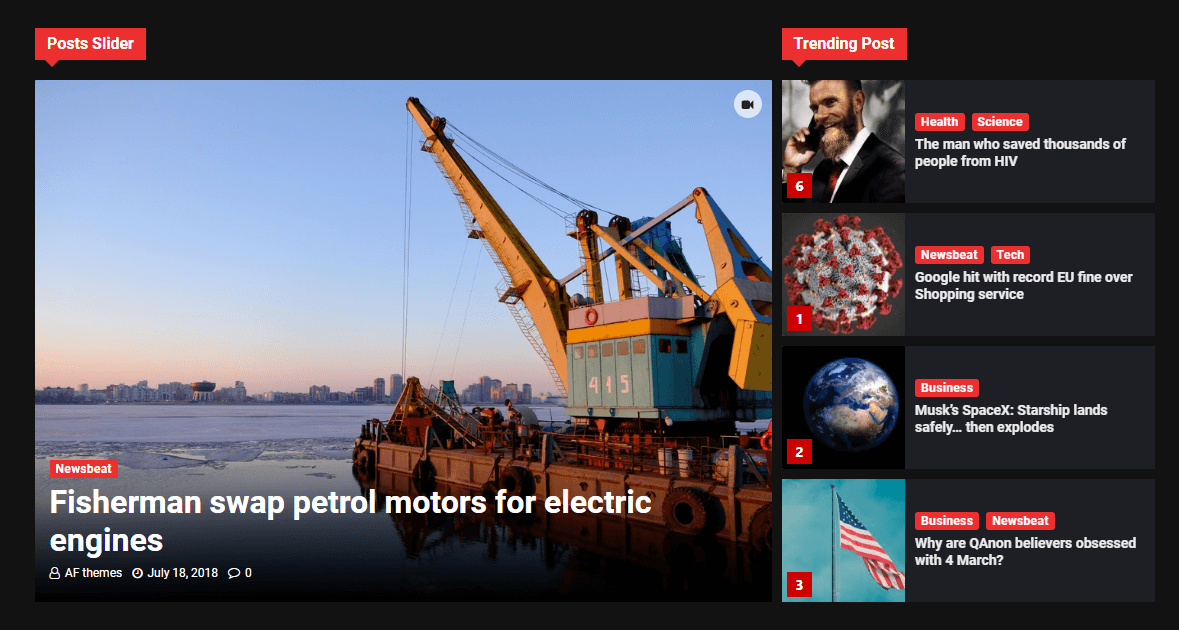 Posts Slider
415
Newsbeat
Fisherman swap petrol motors for electric
engines
AF themes July 18, 2018 0
Trending Post
6
Health Science
The man who saved thousands of
people from HIV
1
Newsbeat Tech
Google hit with record EU fine over
Shopping service
2
Business
Musk's SpaceX: Starship lands
safely... then explodes
3
Business Newsbeat
Why are QAnon believers obsessed
with 4 March?